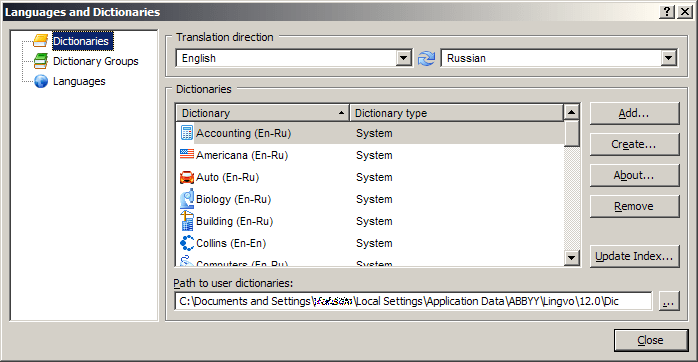 Languages and Dictionaries
Dictionaries
Dictionary Groups
Languages
Translation direction
English
Russian
Dictionaries
Dictionary
Dictionary type
Accounting (En-Ru)
System
Americana (En-Ru)
System
Auto (En-Ru)
System
Biology (En-Ru)
System
Building (En-Ru)
System
Collins (En-En)
System
Computers (En-Ru)
System
Add...
Create...
About...
Remove
Update Index...
Path to user dictionaries:
C:\Documents and Settings\ \Local Settings\Application Data\ABBYY\Lingvo\12.0\Dic
...
Close